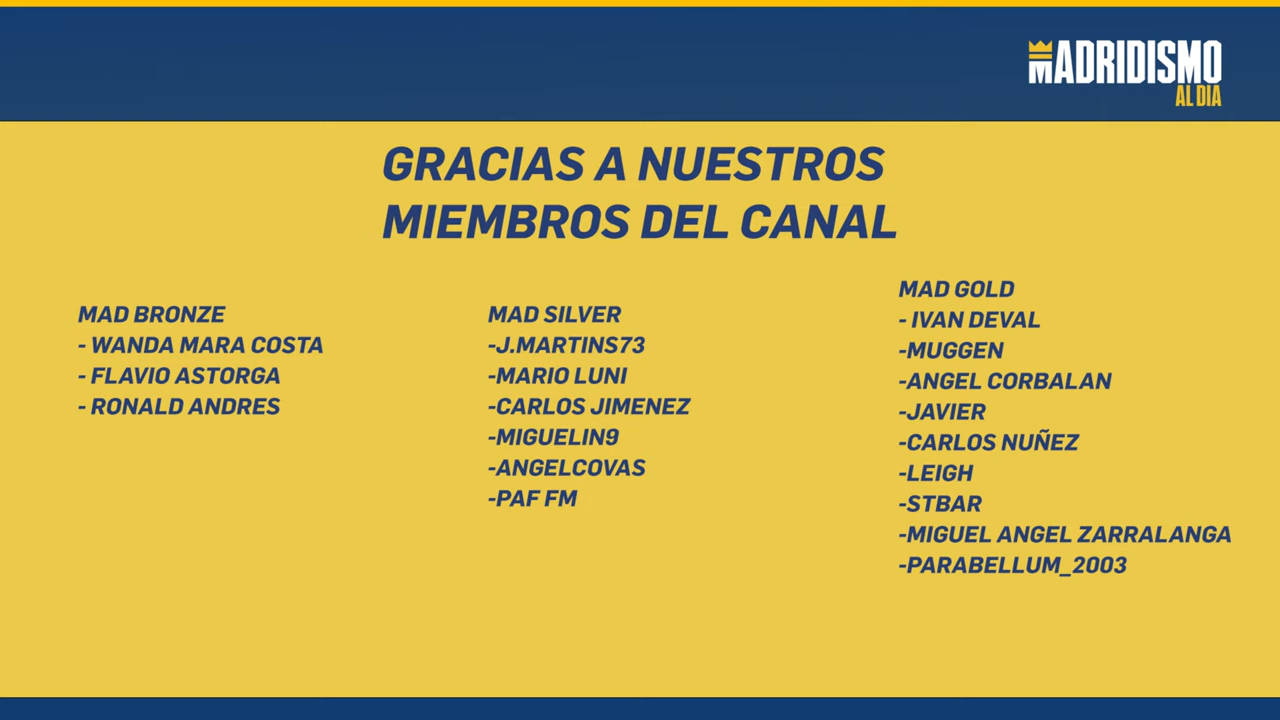 MADRIDISMO
AL DIA
GRACIAS A NUESTROS
MIEMBROS DEL CANAL
MAD BRONZE
- WANDA MARA COSTA
- FLAVIO ASTORGA
- RONALD ANDRES
MAD SILVER
-J.MARTINS73
-MARIO LUNI
-CARLOS JIMENEZ
-MIGUELIN9
-ANGELCOVAS
-PAF FM
MAD GOLD
- IVAN DEVAL
-MUGGEN
-ANGEL CORBALAN
-JAVIER
-CARLOS NUÑEZ
-LEIGH
-STBAR
-MIGUEL ANGEL ZARRALANGA
-PARABELLUM_2003